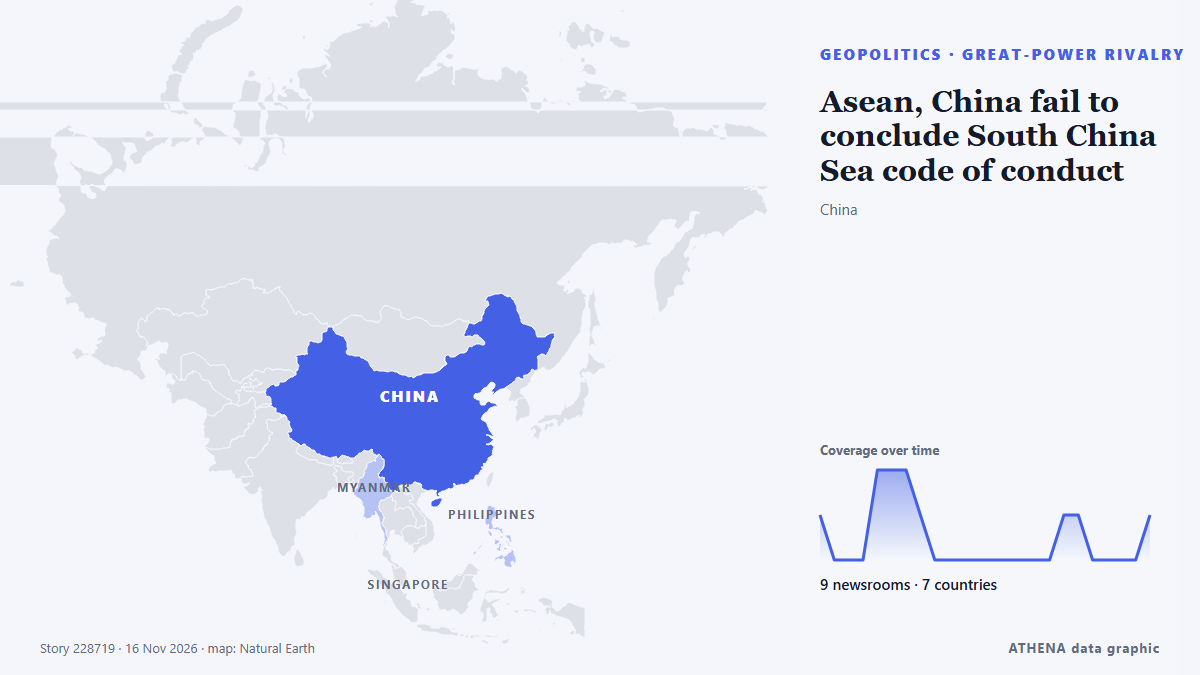 GEOPOLITICS · GREAT-POWER RIVALRY
Asean, China fail to
conclude South China
Sea code of conduct
China
CHINA
MYANMAR
PHILIPPINES
SINGAPORE
Coverage over time
9 newsrooms · 7 countries
Story 228719 · 16 Nov 2026 · map: Natural Earth
ATHENA data graphic